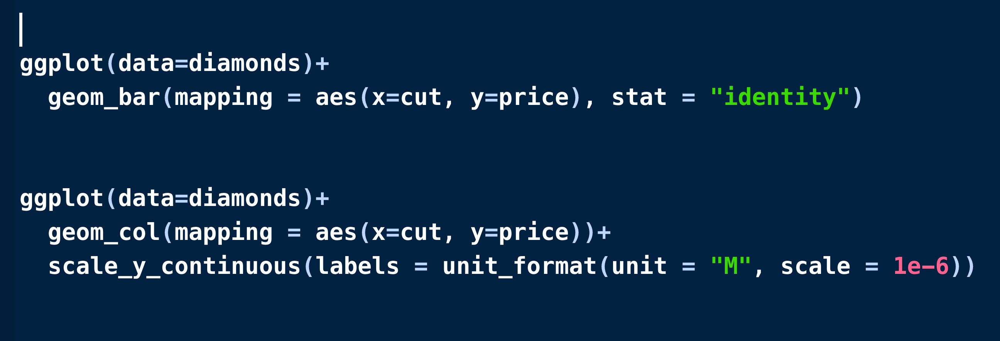 ggplot(data=diamonds)+
  geom_bar(mapping = aes(x=cut, y=price), stat = "identity")
ggplot(data=diamonds)+
  geom_col(mapping = aes(x=cut, y=price))+
  scale_y_continuous(labels = unit_format(unit = "M", scale = 1e-6))